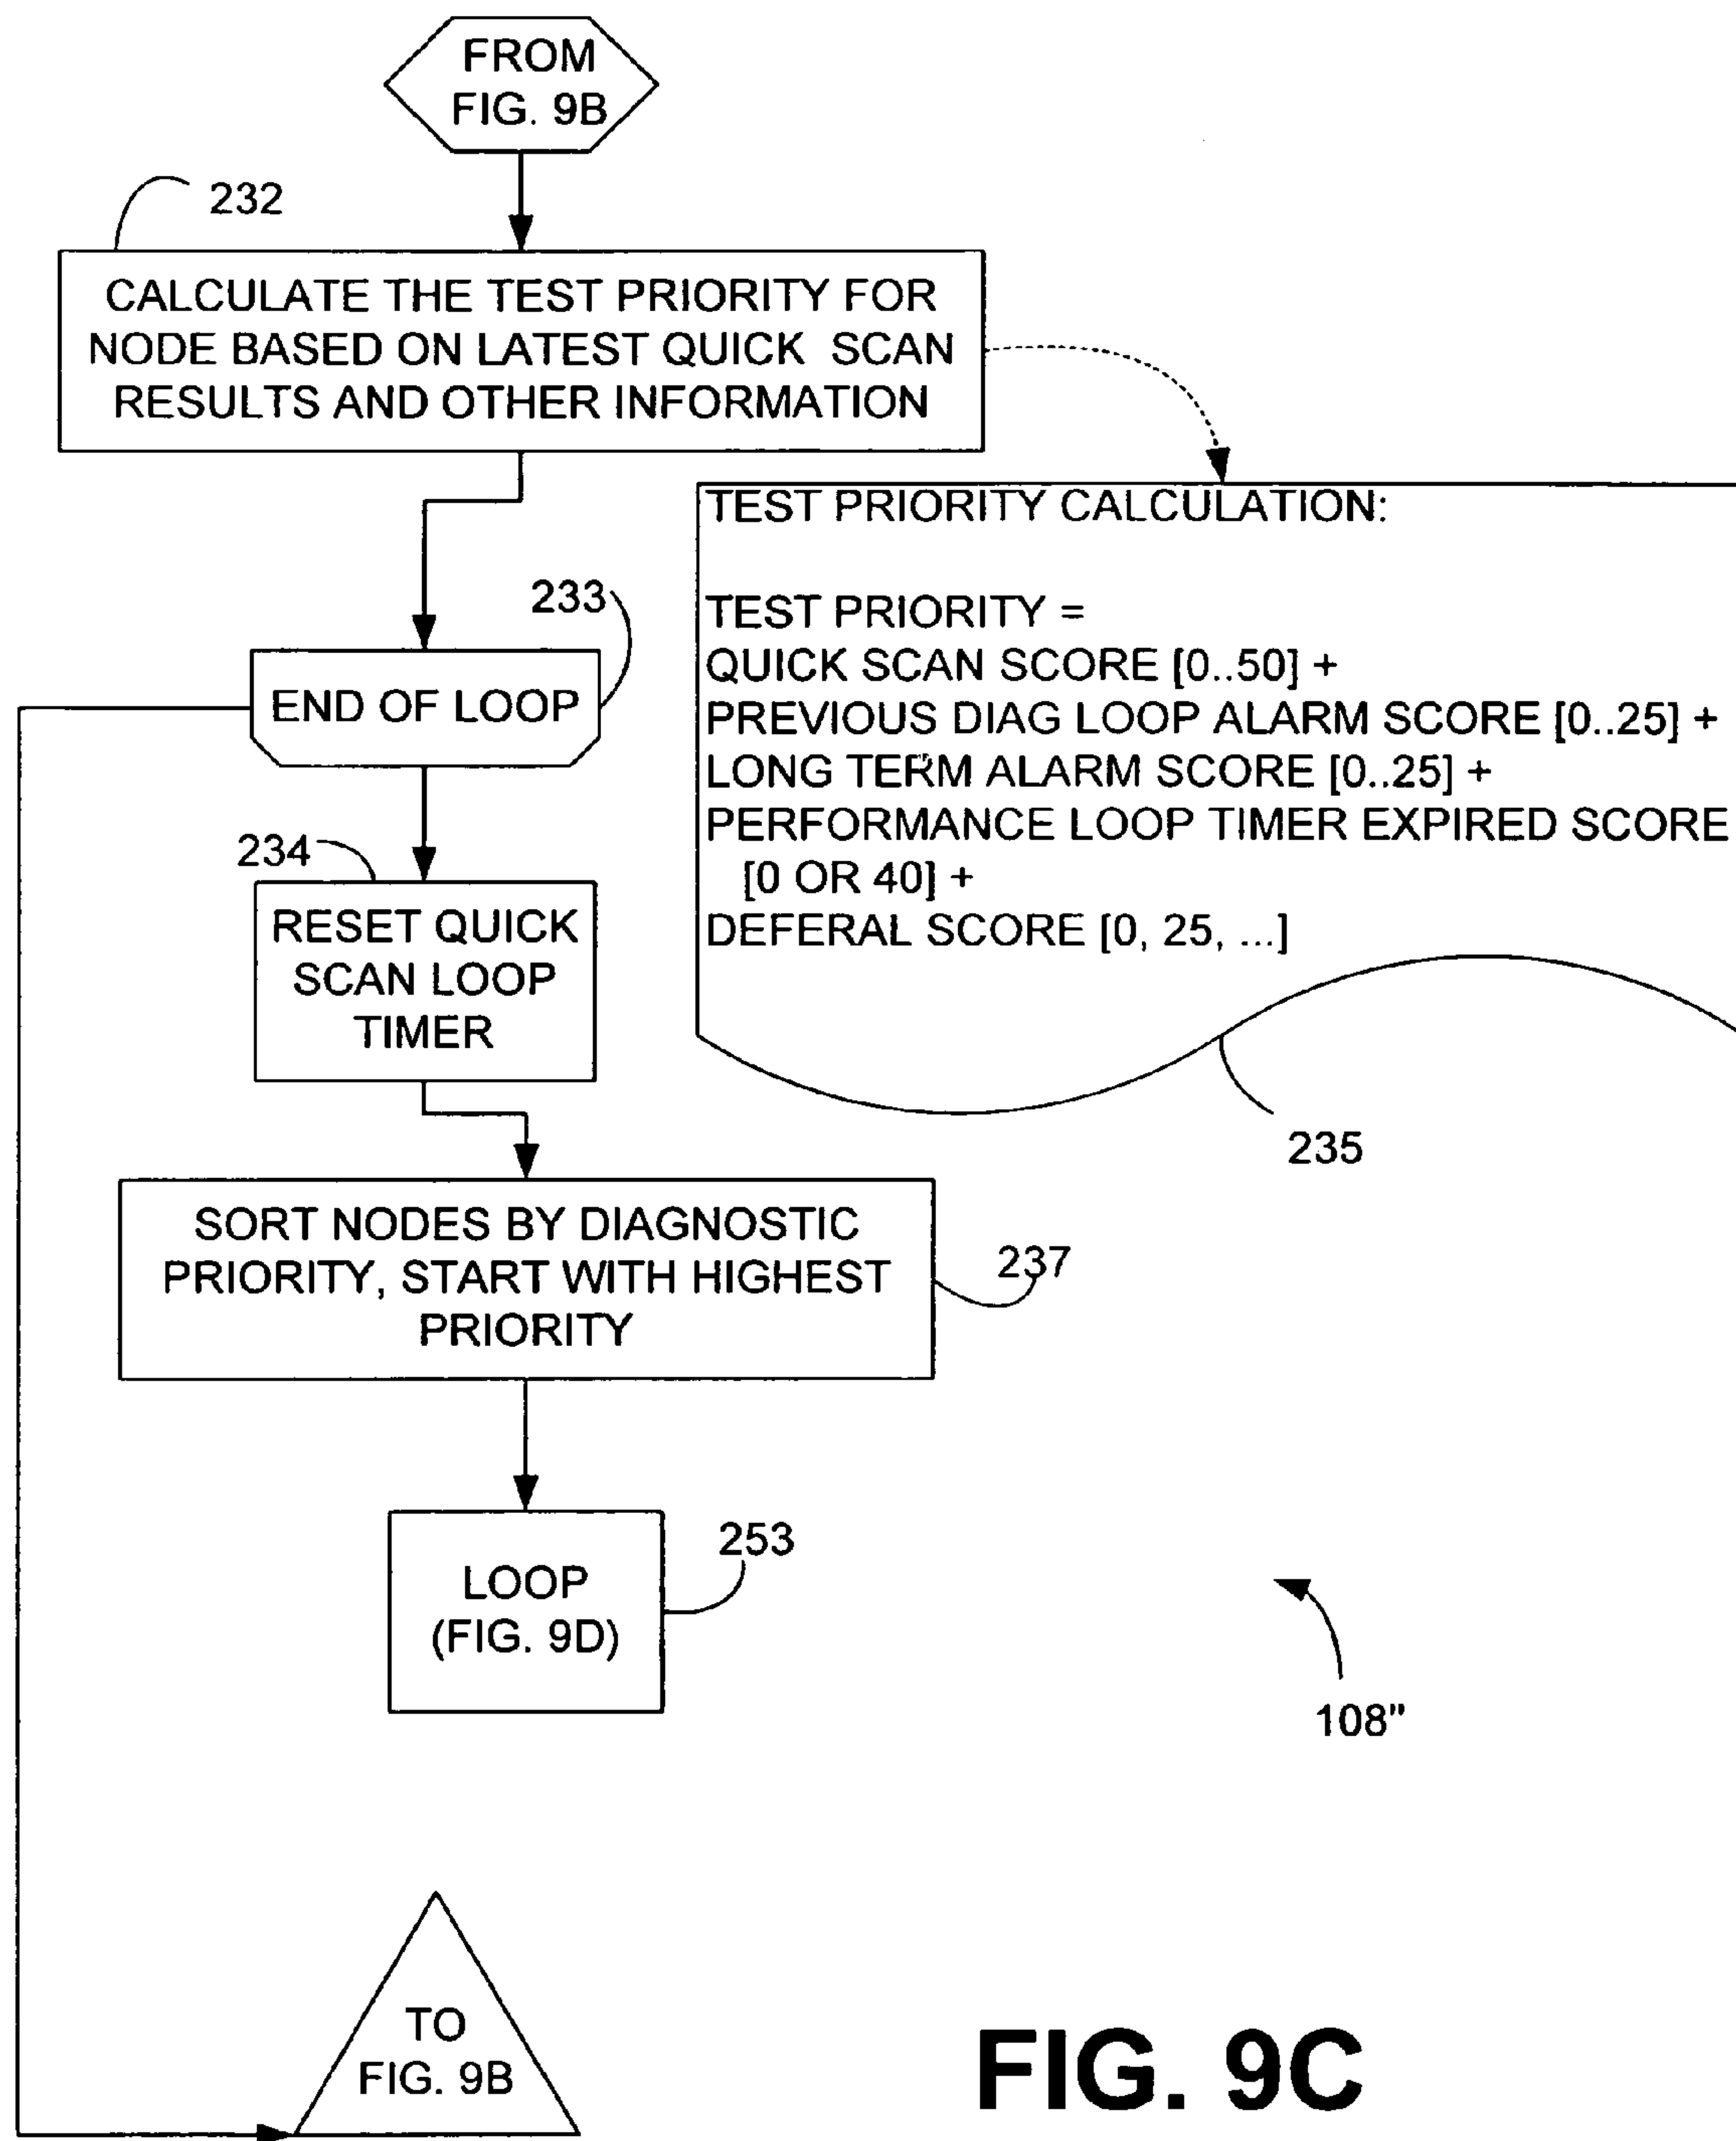 FROM
FIG. 9B
232
CALCULATE THE TEST PRIORITY FOR
NODE BASED ON LATEST QUICK SCAN
RESULTS AND OTHER INFORMATION
TEST PRIORITY CALCULATION:
TEST PRIORITY =
QUICK SCAN SCORE [0..50] +
PREVIOUS DIAG LOOP ALARM SCORE [0..25] +
LONG TERM ALARM SCORE [0..25] +
PERFORMANCE LOOP TIMER EXPIRED SCORE
[0 OR 40] +
DEFERAL SCORE [0, 25, ...]
235
233
END OF LOOP
234
RESET QUICK
SCAN LOOP
TIMER
SORT NODES BY DIAGNOSTIC
PRIORITY, START WITH HIGHEST
PRIORITY
237
LOOP
(FIG. 9D)
253
108"
TO
FIG. 9B
FIG. 9C